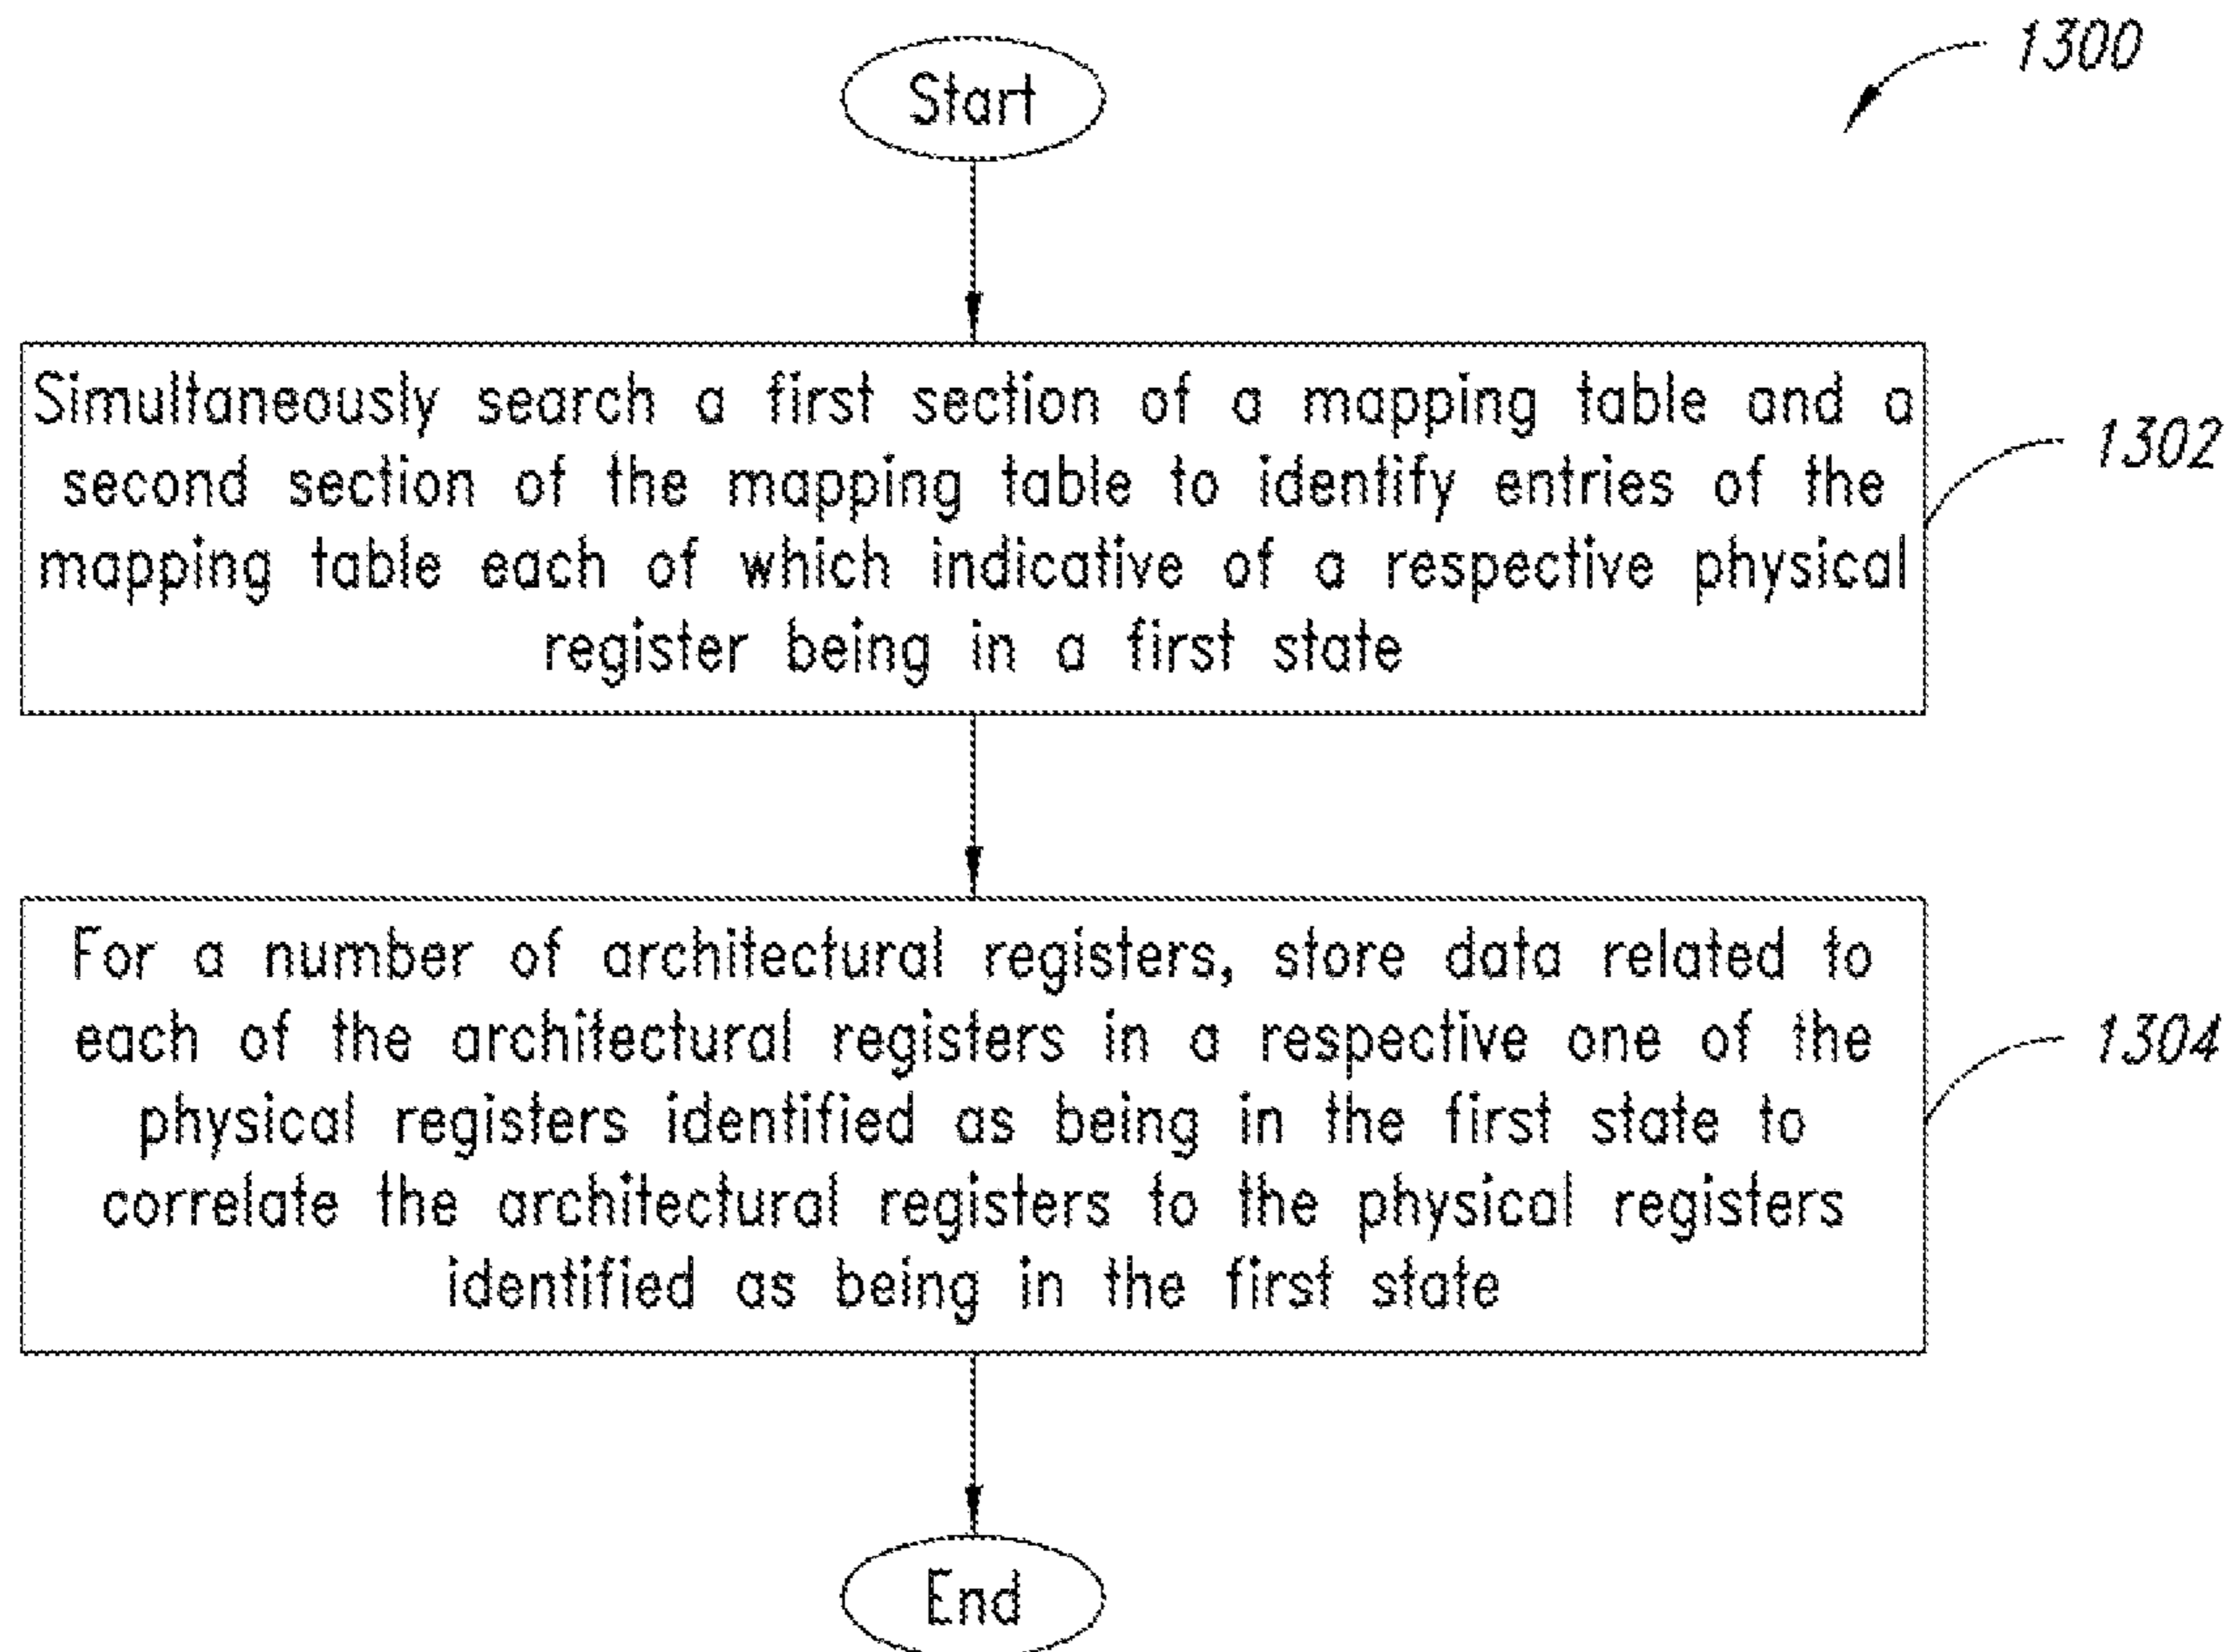 1300
Start
Simultaneously search a first section of a mapping table and a
second section of the mapping table to identify entries of the
mapping table each of which indicative of a respective physical
register being in a first state
1302
For a number of architectural registers, store data related to
each of the architectural registers in a respective one of the
physical registers identified as being in the first state to
correlate the architectural registers to the physical registers
identified as being in the first state
1304
End